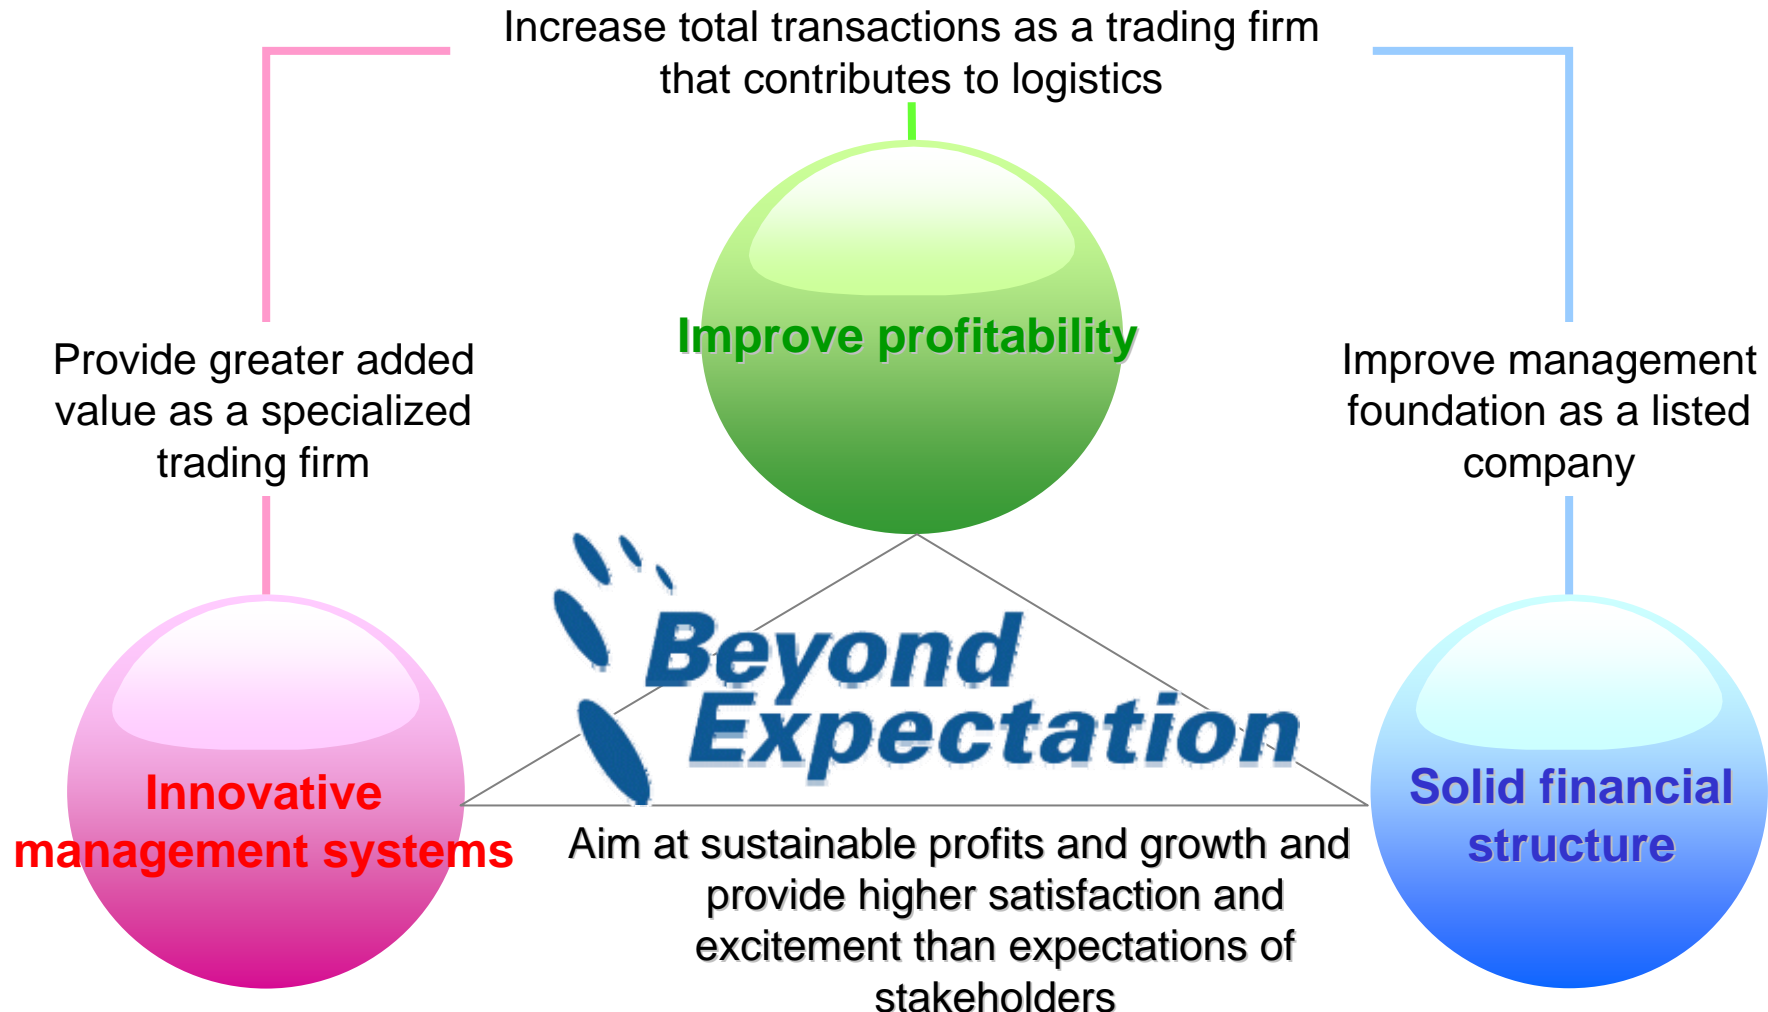 Increase total transactions as a trading firm
that contributes to logistics
Improve profitability
Provide greater added
value as a specialized
trading firm
Improve management
foundation as a listed
company
Beyond
Expectation
Innovative
management systems
Solid financial
structure
Aim at sustainable profits and growth and
provide higher satisfaction and
excitement than expectations of
stakeholders